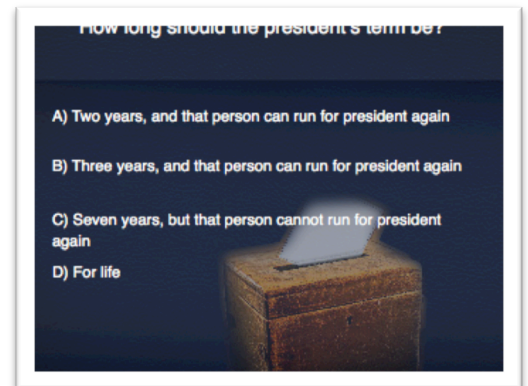 How long should the president's term be?
A) Two years, and that person can run for president again
B) Three years, and that person can run for president again
C) Seven years, but that person cannot run for president
again
D) For life